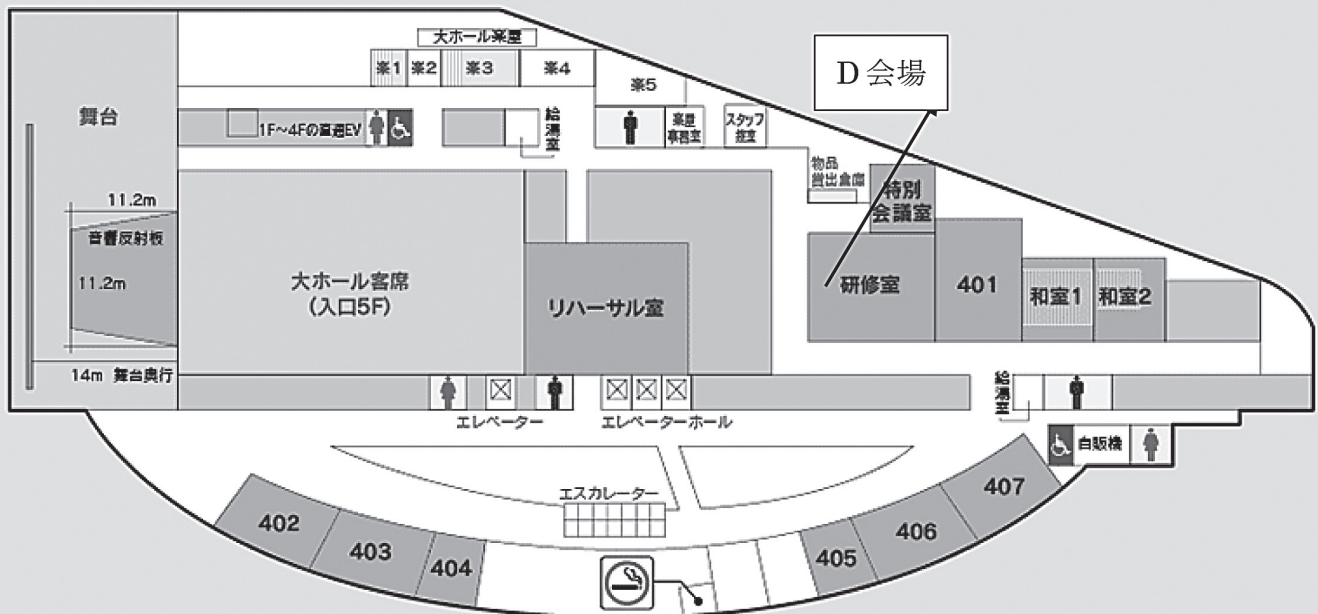 大ホール楽屋
楽1
楽2
楽3
楽4
楽5
D 会場
舞台
1F～4Fの直通EV
給湯室
楽屋
事務室
スタッフ
控室
物品
貸出倉庫
特別
会議室
11.2m
音響反射板
11.2m
大ホール客席
(入口5F)
リハーサル室
研修室
401
和室1
和室2
14m 舞台奥行
エレベーター
エレベーターホール
給湯室
自販機
エスカレーター
402
403
404
405
406
407